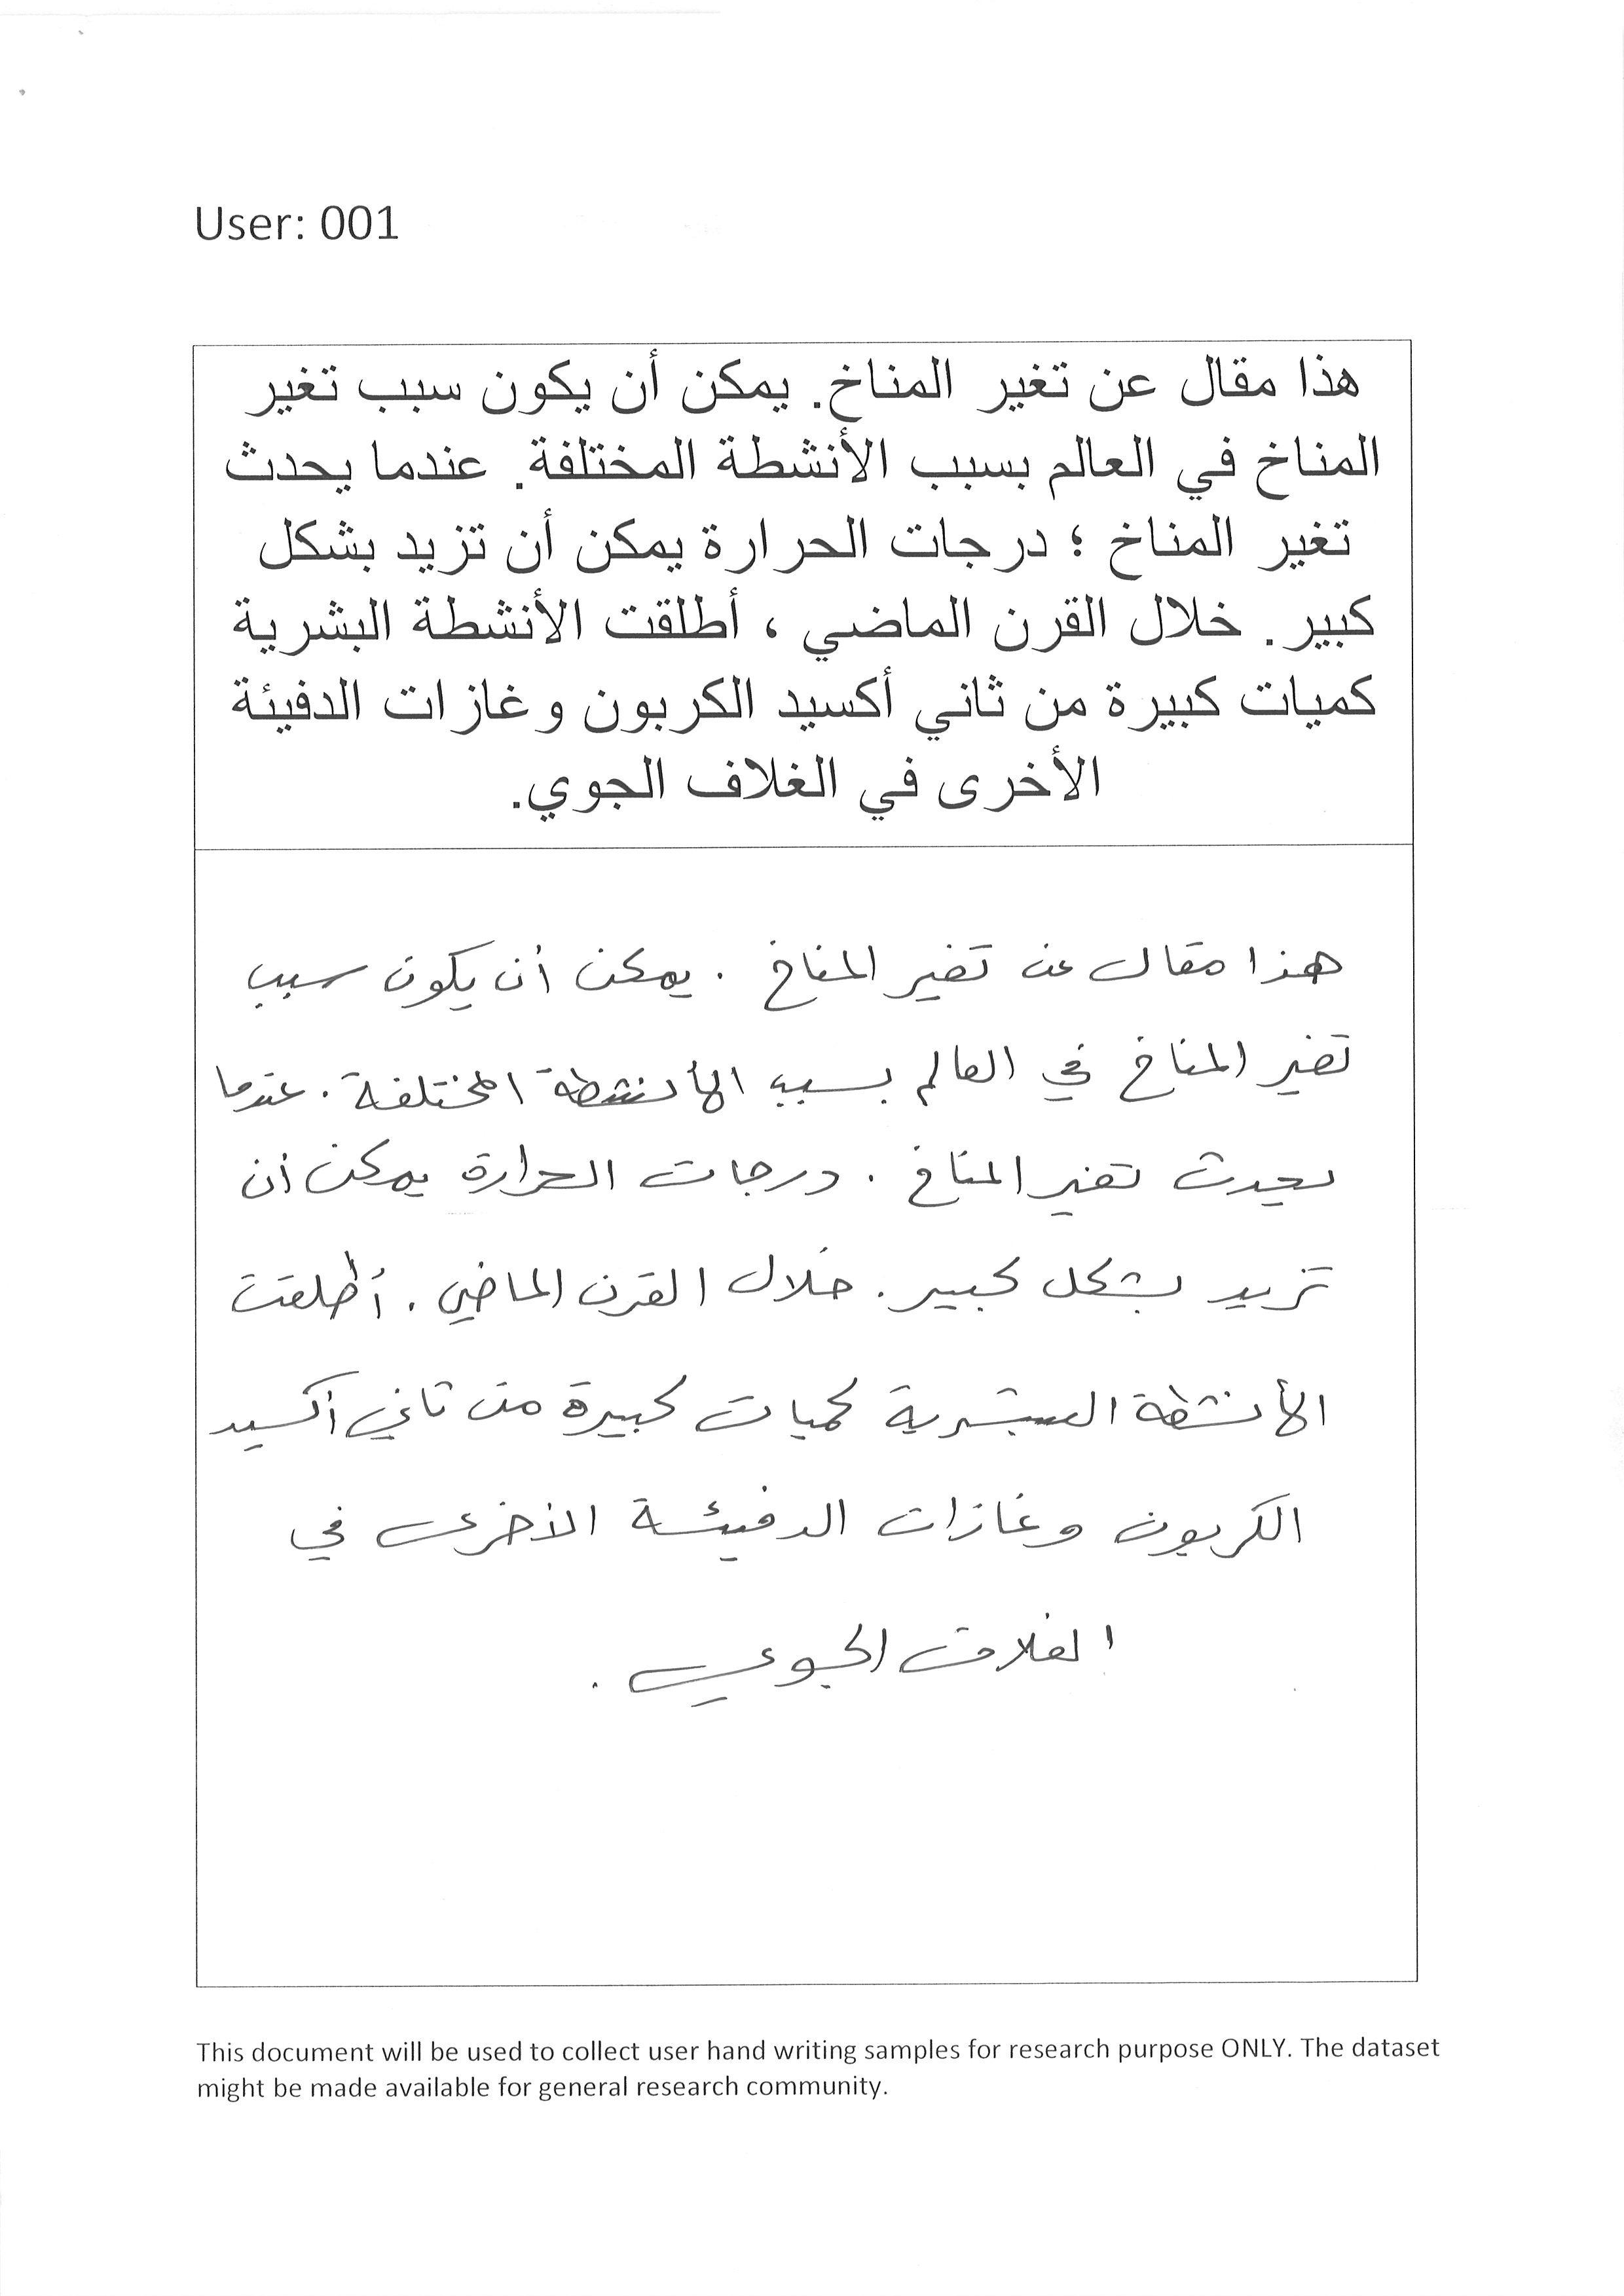 User: 001
هذا مقال عن تغير المناخ. يمكن أن يكون سبب تغير
المناخ في العالم بسبب الأنشطة المختلفة. عندما يحدث
تغير المناخ ؛ درجات الحرارة يمكن أن تزيد بشكل
كبير. خلال القرن الماضي ، أطلقت الأنشطة البشرية
كميات كبيرة من ثاني أكسيد الكربون وغازات الدفيئة
الأخرى في الغلاف الجوي.
هذا مقال عن تغير المناخ . يمكن أن يكون سبب
تغير المناخ في العالم بسبب الأنشطة المختلفة . عندما
يحدث تغير المناخ . درجات الحرارة يمكن أن
تزيد بشكل كبير . خلال القرن الماضي . أطلقت
الأنشطة البشرية كميات كبيرة من ثاني أكسيد
الكربون وغازات الدفيئة الأخرى في
الغلاف الجوي .
This document will be used to collect user hand writing samples for research purpose ONLY. The dataset
might be made available for general research community.